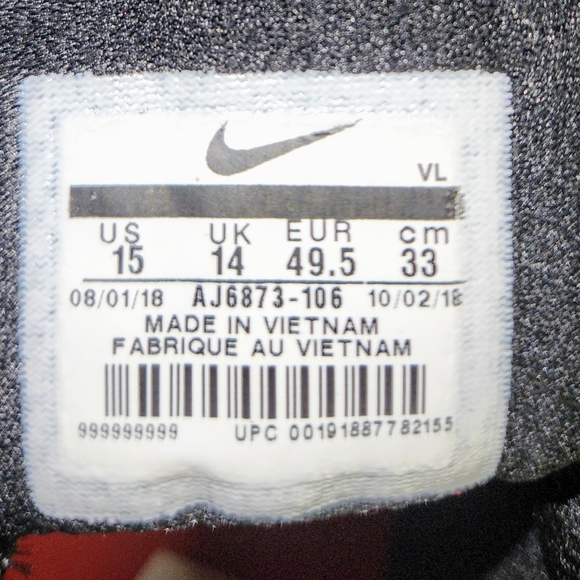 VL
US UK EUR cm
15 14 49.5 33
08/01/18 AJ6873-106 10/02/18
MADE IN VIETNAM
FABRIQUE AU VIETNAM
999999999 UPC 00191887782155